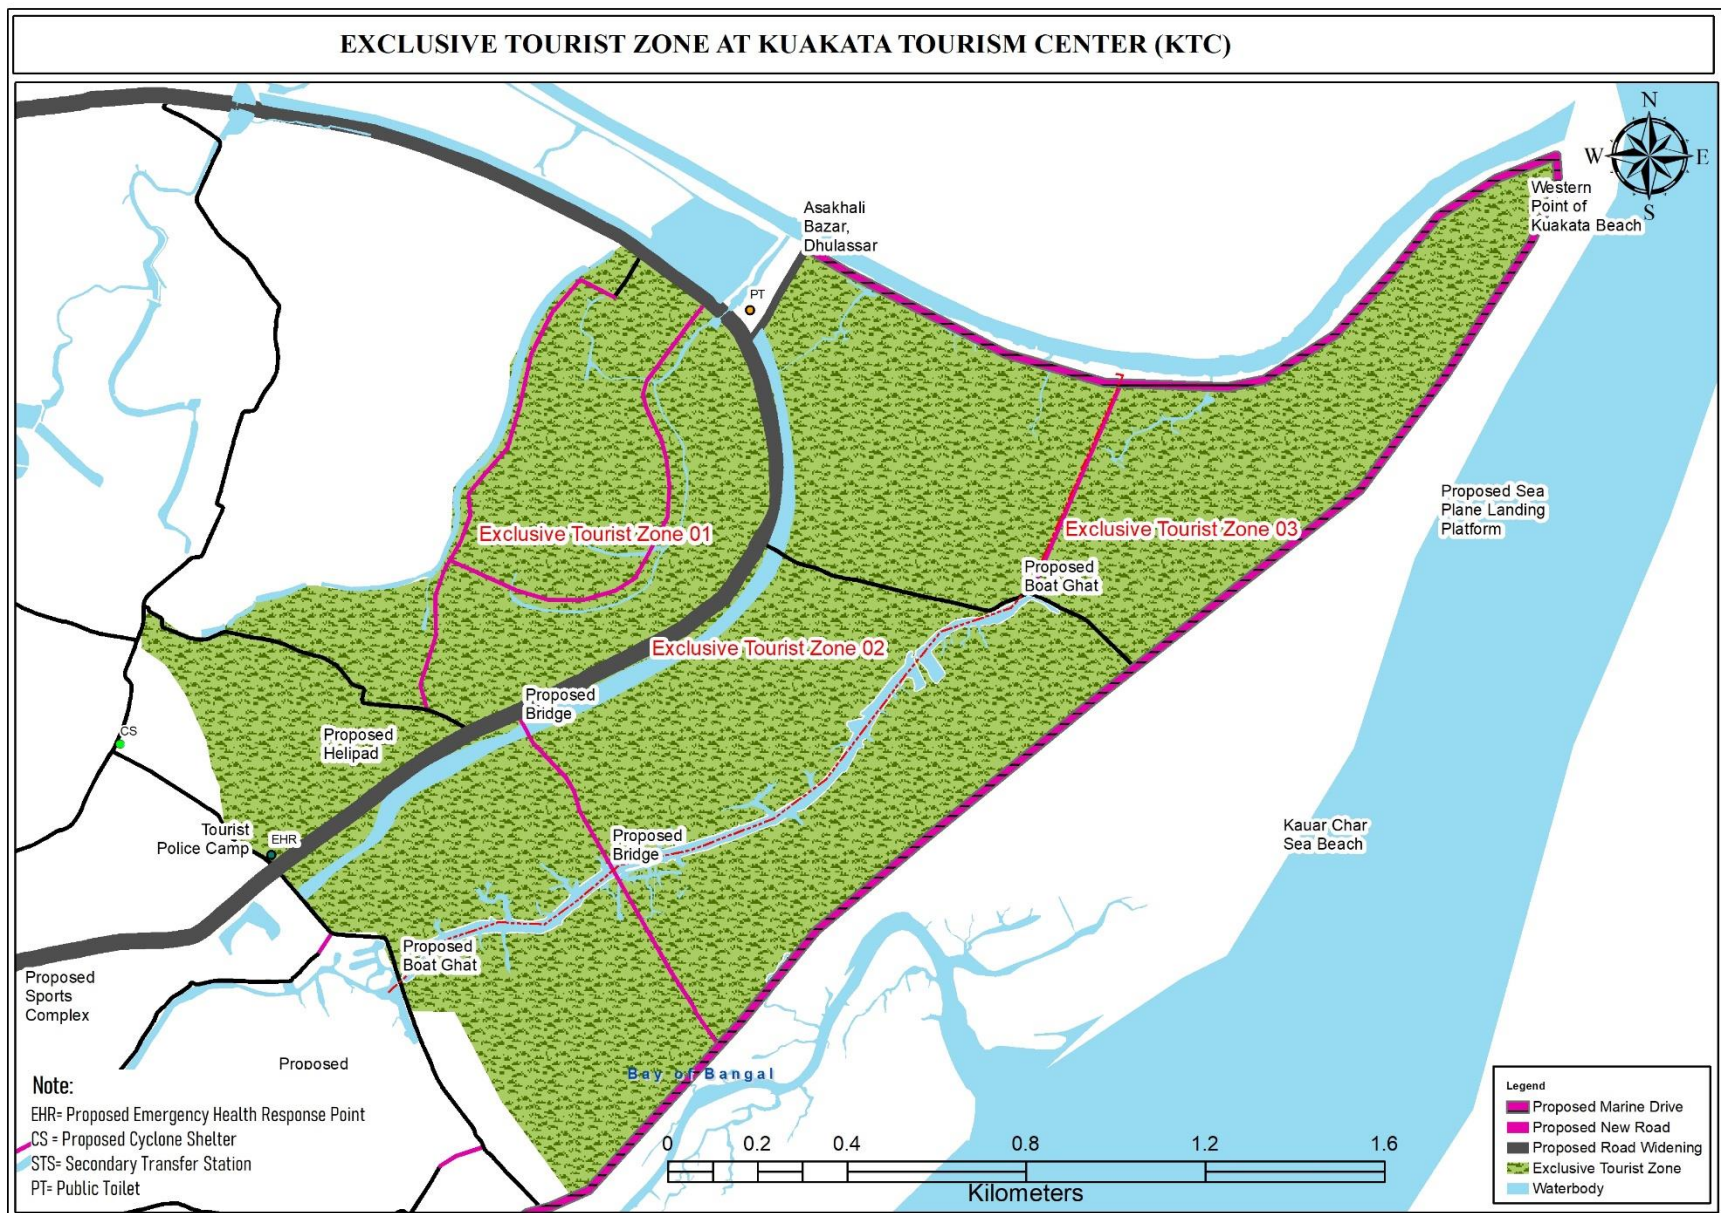 EXCLUSIVE TOURIST ZONE AT KUAKATA TOURISM CENTER (KTC)
N
W
E
S
Western
Point of
Kuakata Beach
Asakhali
Bazar,
Dhulassar
PT
Proposed Sea
Plane Landing
Platform
Exclusive Tourist Zone 01
Exclusive Tourist Zone 03
Proposed
Boat Ghat
Exclusive Tourist Zone 02
Proposed
Bridge
CS
Proposed
Helipad
Tourist
Police Camp
EHR
Proposed
Bridge
Kauar Char
Sea Beach
Proposed
Boat Ghat
Proposed
Sports
Complex
Proposed
Bay of Bangal
Note:
EHR= Proposed Emergency Health Response Point
CS = Proposed Cyclone Shelter
STS= Secondary Transfer Station
PT= Public Toilet
0 0.2 0.4 0.8 1.2 1.6
Kilometers
Legend
Proposed Marine Drive
Proposed New Road
Proposed Road Widening
Exclusive Tourist Zone
Waterbody